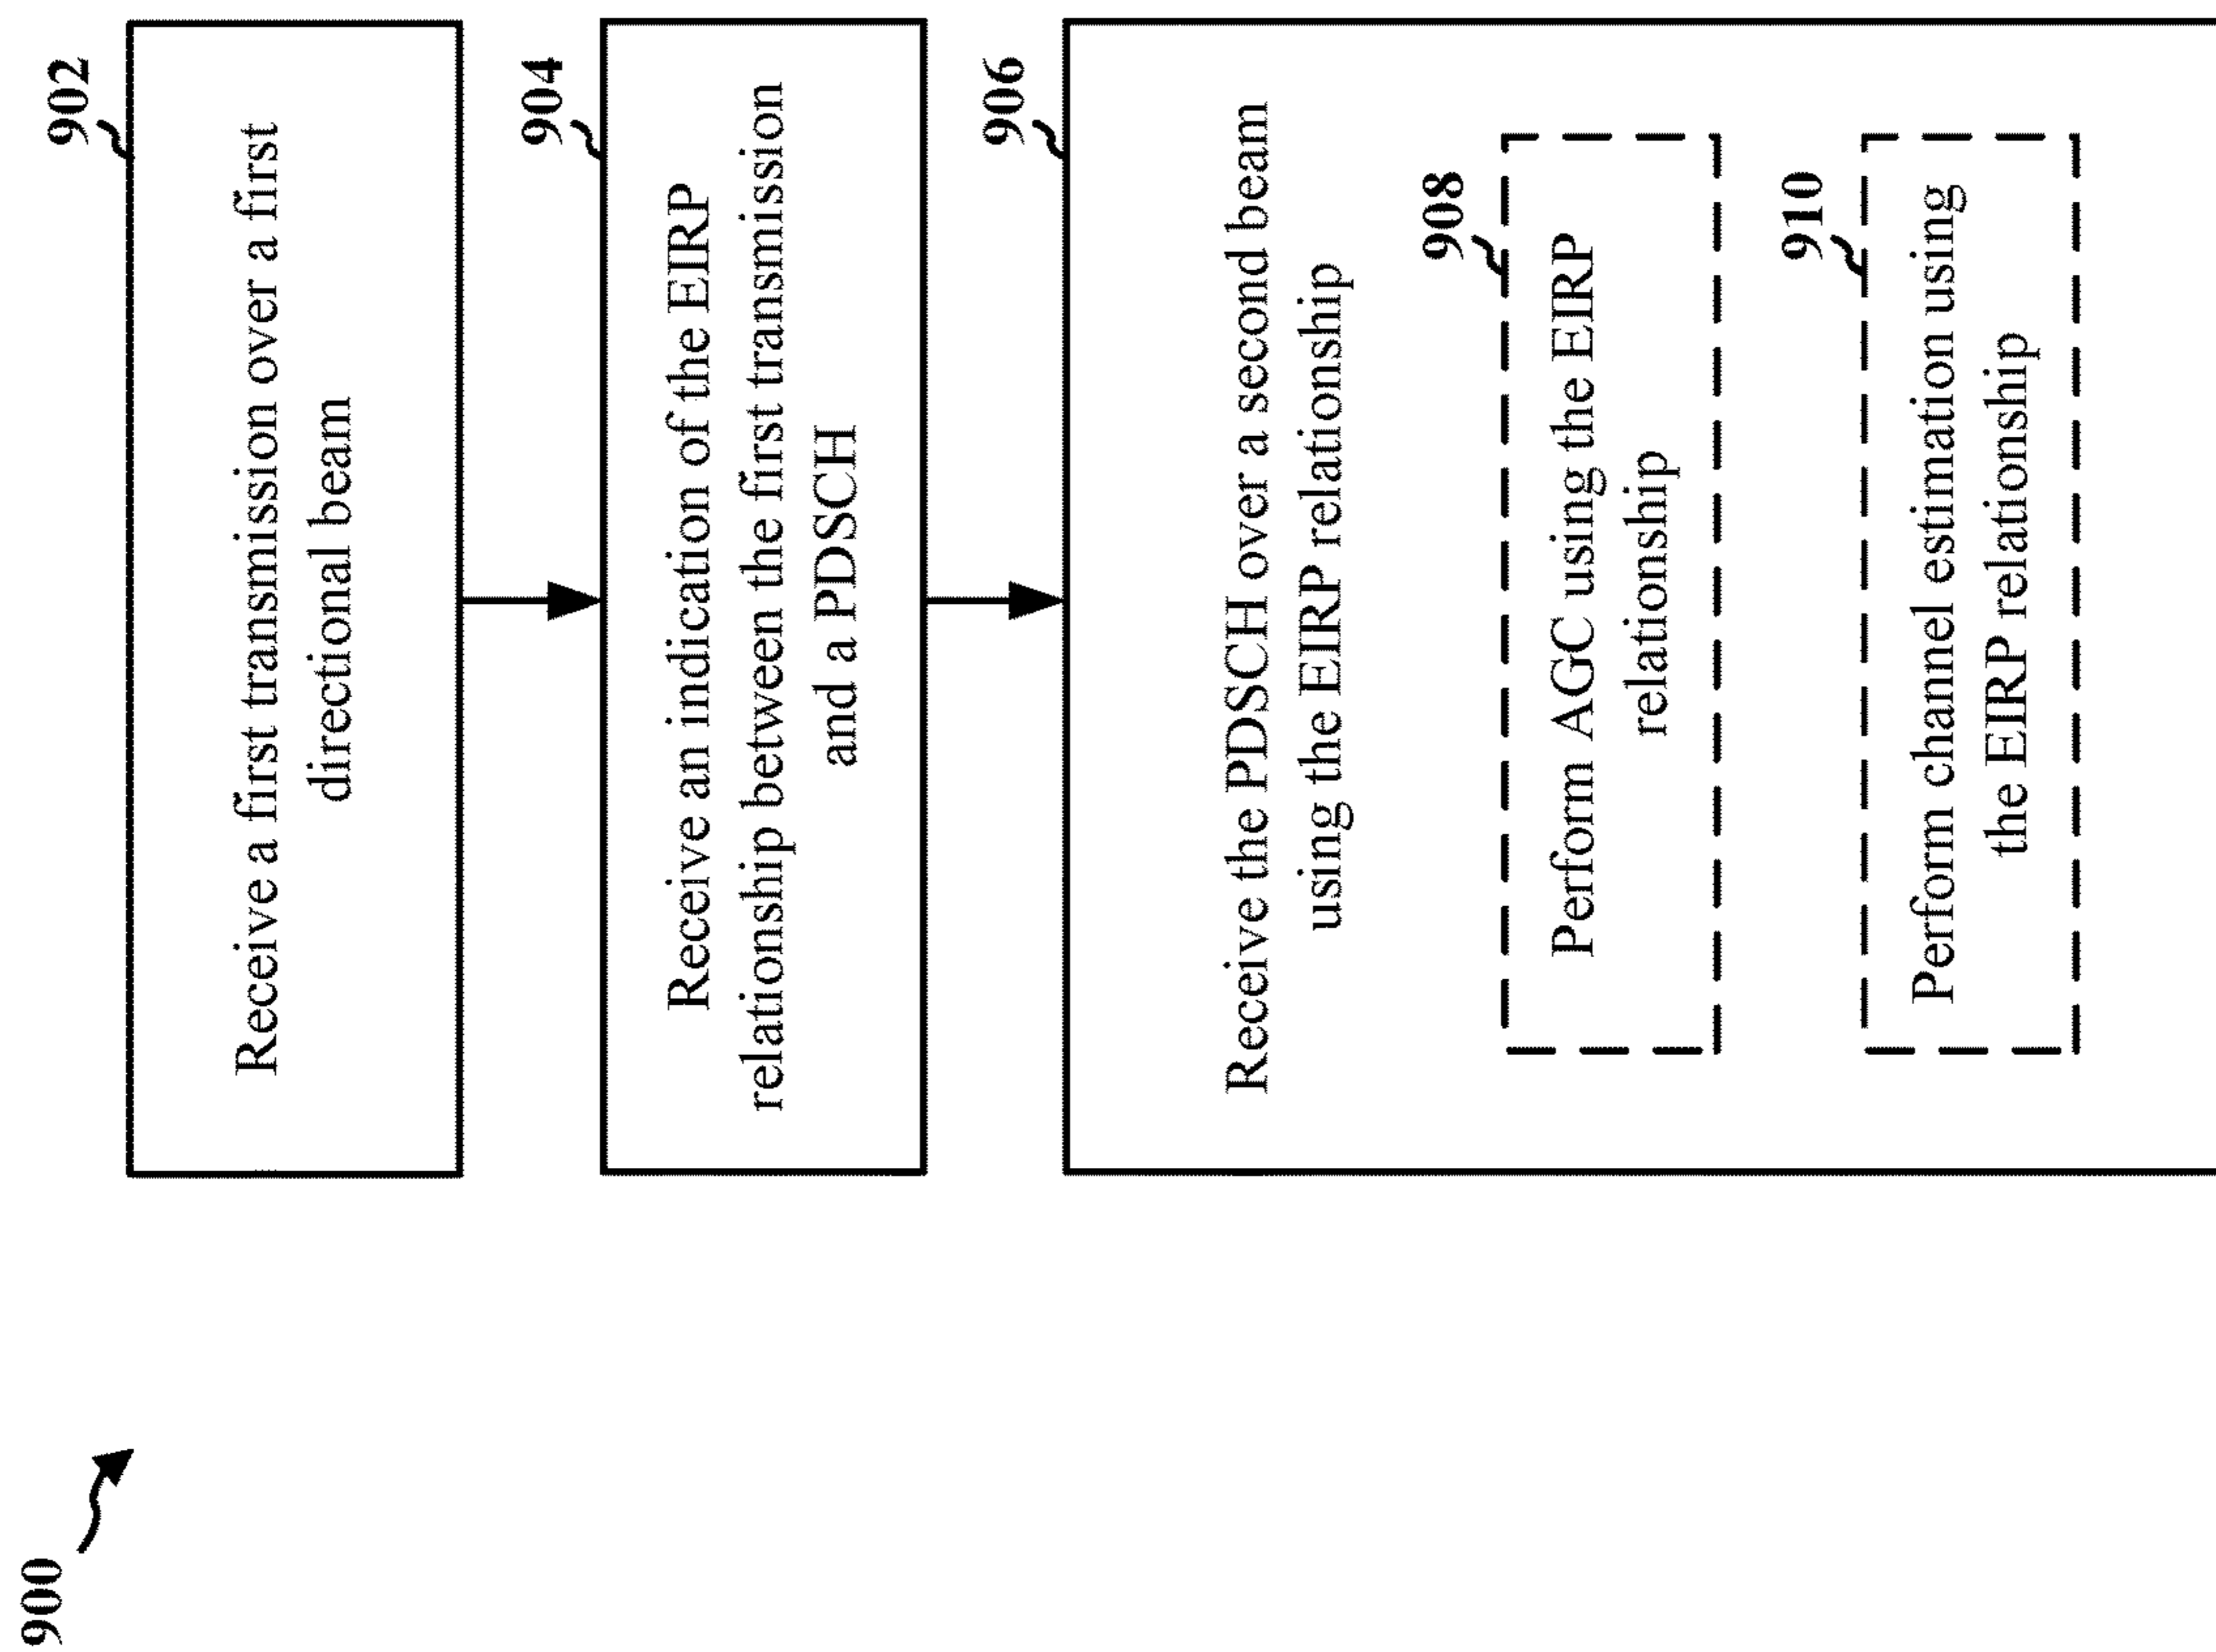 900
902
Receive a first transmission over a first
directional beam
904
Receive an indication of the EIRP
relationship between the first transmission
and a PDSCH
906
Receive the PDSCH over a second beam
using the EIRP relationship
908
Perform AGC using the EIRP
relationship
910
Perform channel estimation using
the EIRP relationship